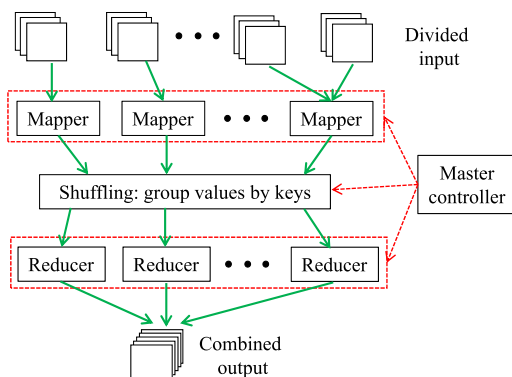 Divided
input
Mapper
Mapper
• • •
Mapper
Master
controller
Shuffling: group values by keys
Reducer
Reducer
• • •
Reducer
Combined
output